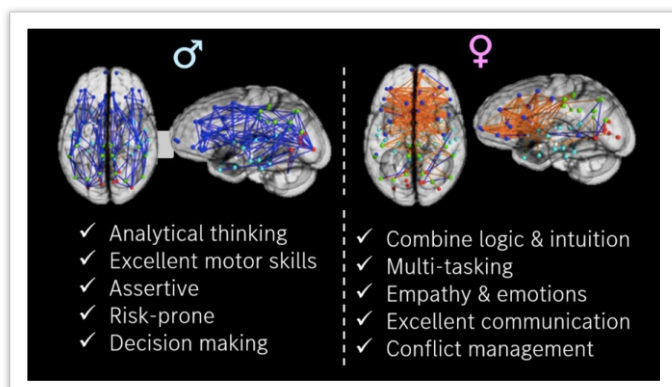 ♂
♀
✓ Analytical thinking
✓ Excellent motor skills
✓ Assertive
✓ Risk-prone
✓ Decision making
✓ Combine logic & intuition
✓ Multi-tasking
✓ Empathy & emotions
✓ Excellent communication
✓ Conflict management